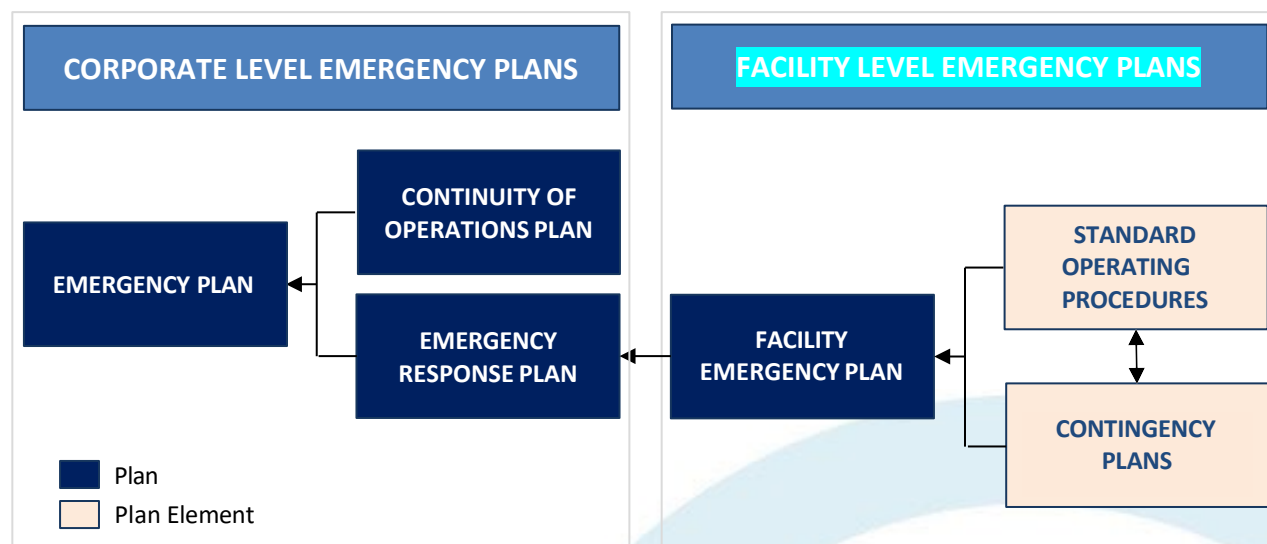 CORPORATE LEVEL EMERGENCY PLANS
FACILITY LEVEL EMERGENCY PLANS
CONTINUITY OF
OPERATIONS PLAN
EMERGENCY PLAN
EMERGENCY
RESPONSE PLAN
FACILITY
EMERGENCY PLAN
STANDARD
OPERATING
PROCEDURES
CONTINGENCY
PLANS
Plan
Plan Element